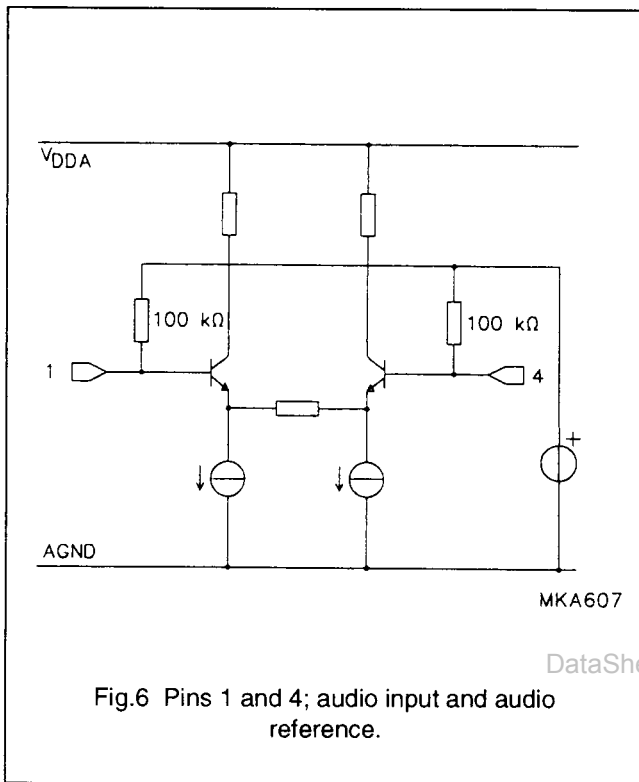 VDDA
100 kΩ
100 kΩ
1
4
+
AGND
MKA607
DataShe
Fig.6 Pins 1 and 4; audio input and audio
reference.